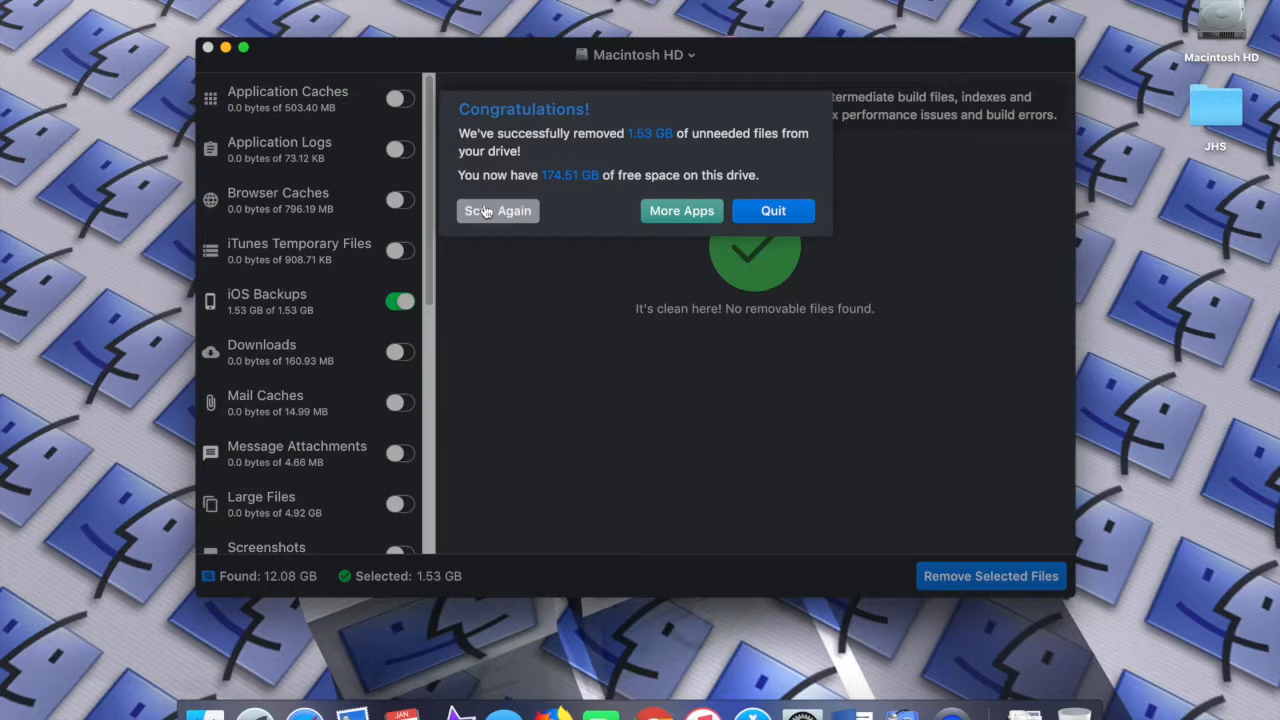 Macintosh HD
Macintosh HD
JHS
Application Caches
0.0 bytes of 503.40 MB
Application Logs
0.0 bytes of 73.12 KB
Browser Caches
0.0 bytes of 796.19 MB
iTunes Temporary Files
0.0 bytes of 908.71 KB
iOS Backups
1.53 GB of 1.53 GB
Downloads
0.0 bytes of 160.93 MB
Mail Caches
0.0 bytes of 14.99 MB
Message Attachments
0.0 bytes of 4.66 MB
Large Files
0.0 bytes of 4.92 GB
Screenshots
build files, indexes and
performance issues and build errors.
Congratulations!
We've successfully removed 1.53 GB of unneeded files from
your drive!
You now have 174.51 GB of free space on this drive.
Again
More Apps
Quit
It's clean here! No removable files found.
Found: 12.08 GB
Selected: 1.53 GB
Remove Selected Files
JAN